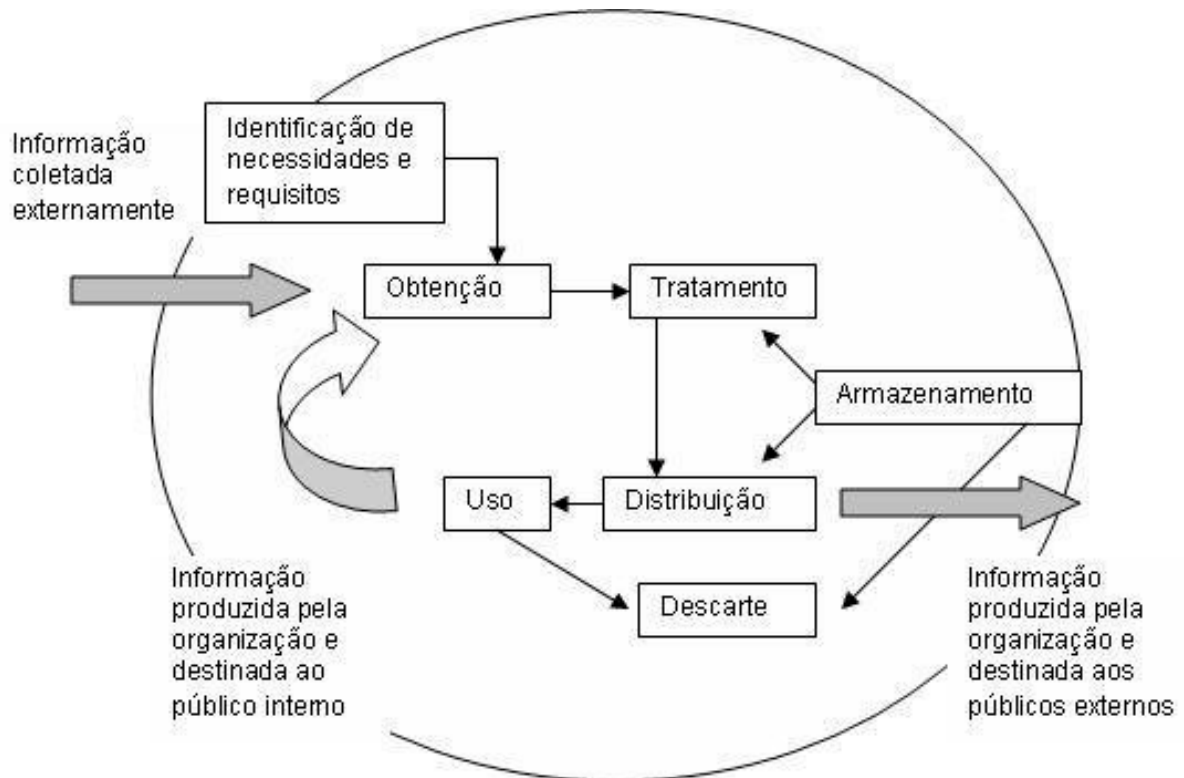 Identificação de
necessidades e
requisitos
Informação
coletada
externamente
Obtenção
Tratamento
Armazenamento
Uso
Distribuição
Descarte
Informação
produzida pela
organização e
destinada ao
público interno
Informação
produzida pela
organização e
destinada aos
públicos externos